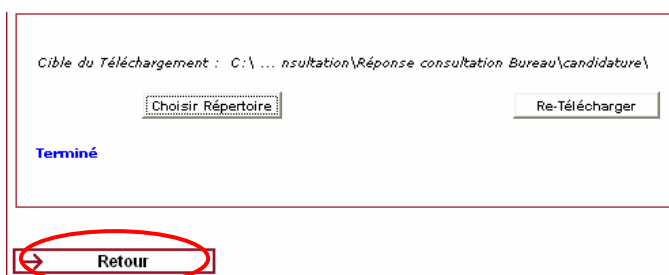 Cible du Téléchargement : C:\ ... nsultation\Réponse consultation Bureau\candidature\
Choisir Répertoire Re-Télécharger
Terminé
Retour